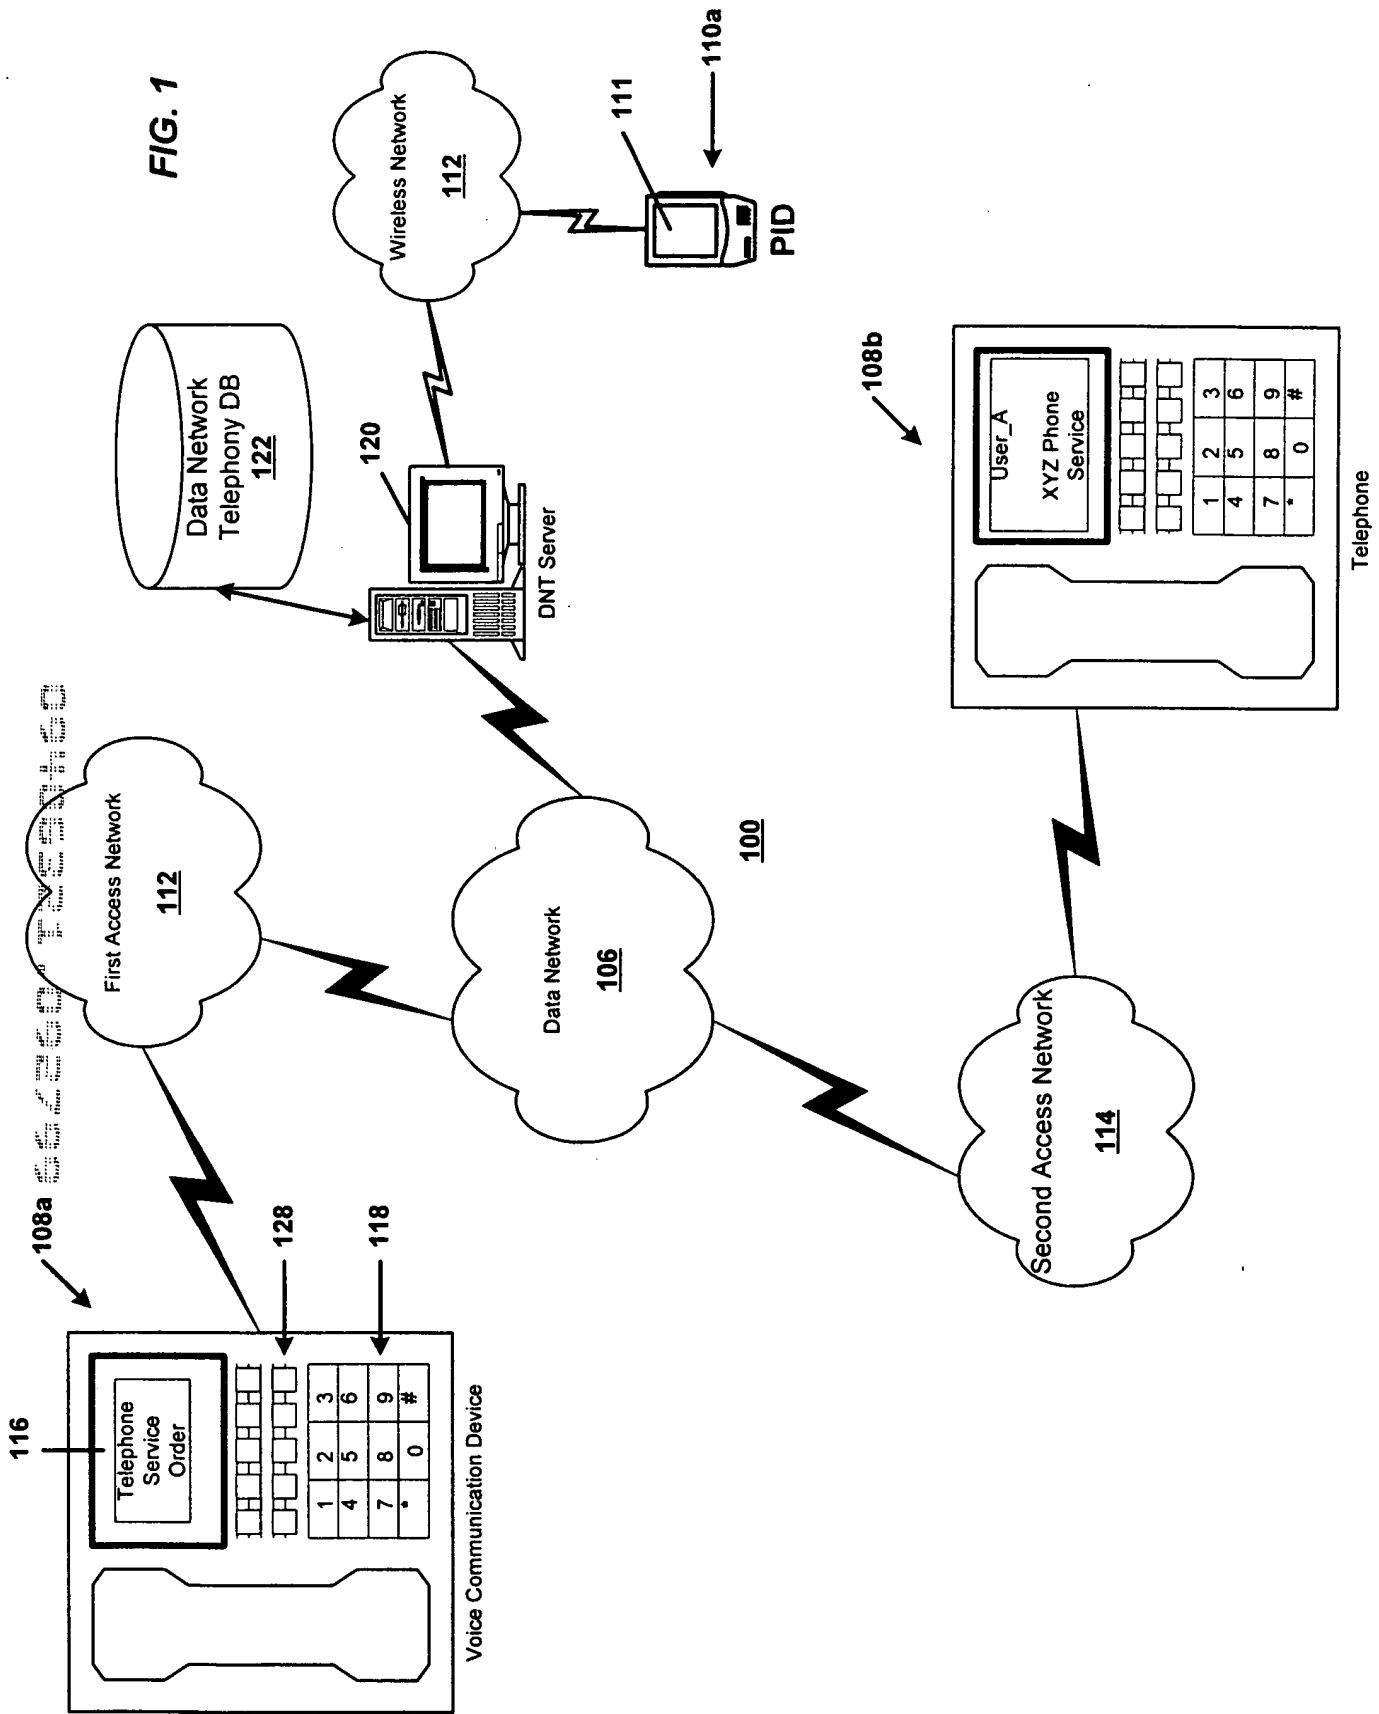 FIG. 1
116
Telephone
Service
Order
108a
128
118
1 2 3
4 5 6
7 8 9
* 0 #
Voice Communication Device
First Access Network
112
Data Network
Telephony DB
122
120
DNT Server
Wireless Network
112
111
110a
PID
Data Network
106
100
Second Access Network
114
108b
User_A
XYZ Phone
Service
1 2 3
4 5 6
7 8 9
* 0 #
Telephone